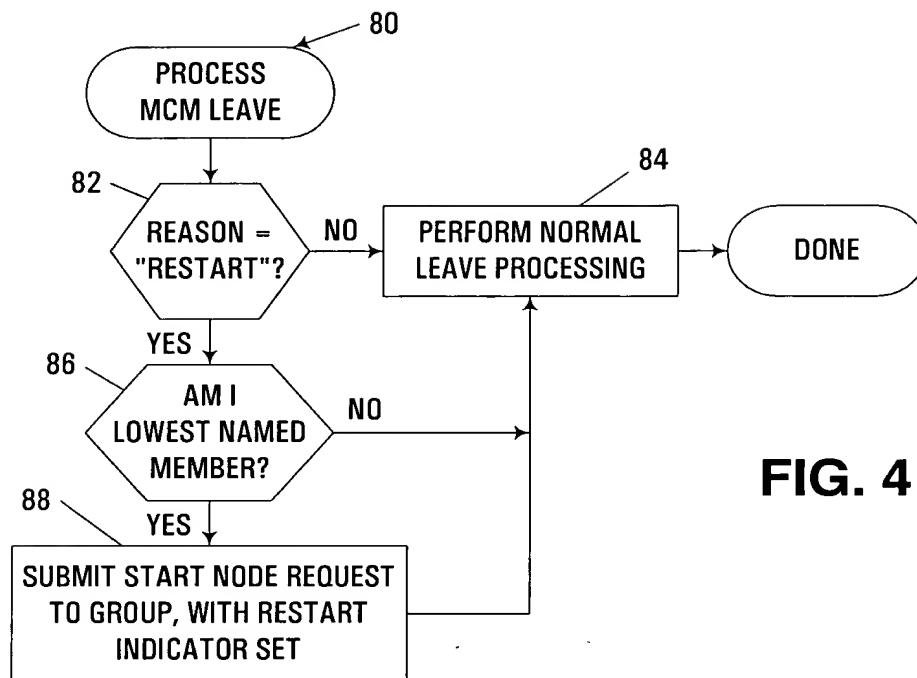 80
PROCESS
MCM LEAVE
82
REASON =
"RESTART"?
NO
84
PERFORM NORMAL
LEAVE PROCESSING
DONE
YES
86
AM I
LOWEST NAMED
MEMBER?
NO
YES
88
SUBMIT START NODE REQUEST
TO GROUP, WITH RESTART
INDICATOR SET
FIG. 4